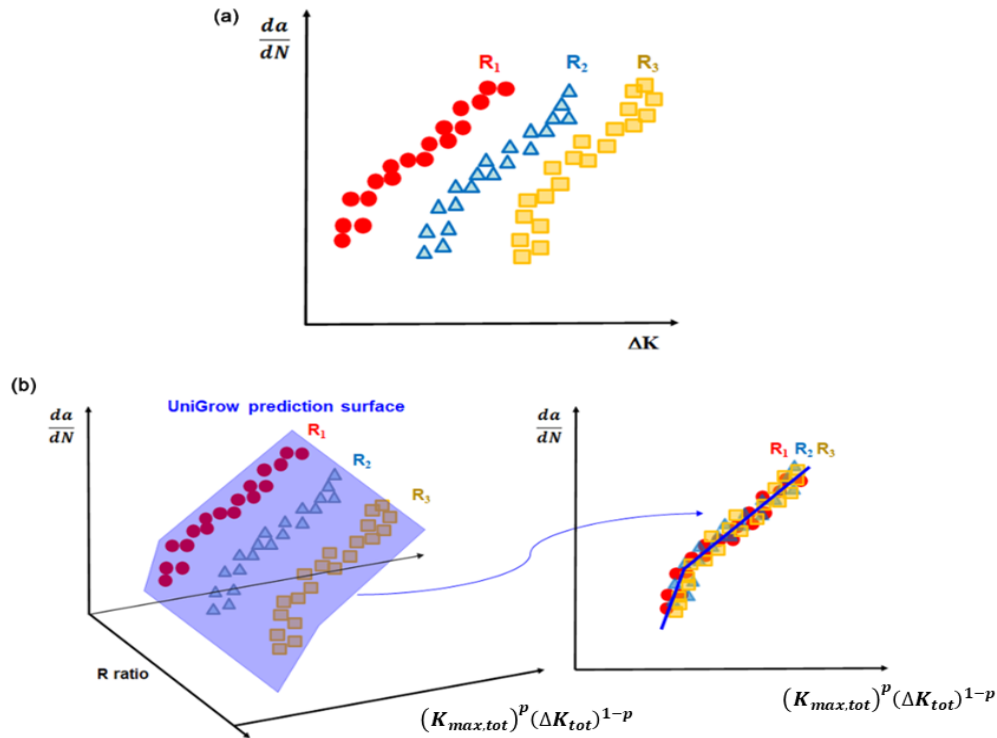 (a)
da
dN
R1
R2
R3
ΔK
(b)
da
dN
UniGrow prediction surface
R1
R2
R3
R ratio
(Kmax,tot)^p(ΔKtot)^1−p
da
dN
R1 R2 R3
(Kmax,tot)^p(ΔKtot)^1−p